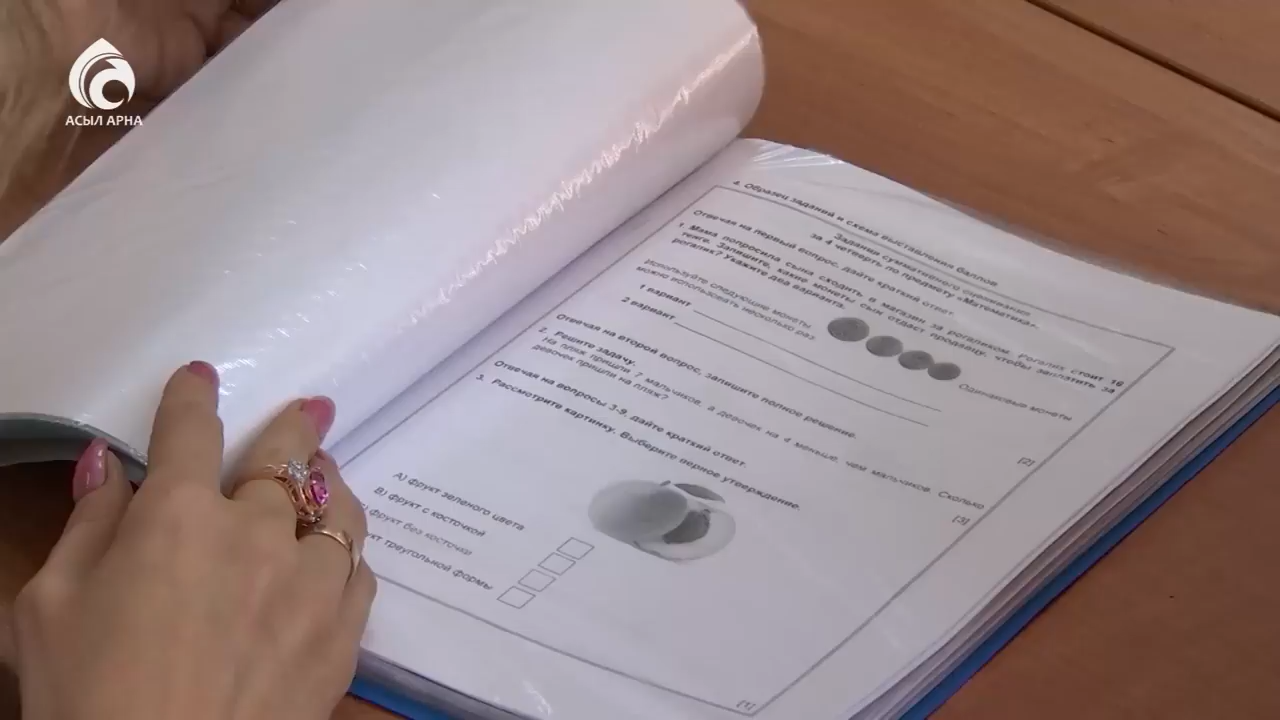 АСЫЛ АРНА
4. Образец заданий и схема выставления баллов
Задания суммативного оценивания
за 4 четверть по предмету «Математика».
Отвечая на первый вопрос, дайте краткий ответ.
1. Мама попросила сына сходить в магазин за рогаликом. Рогалик стоит 16
тенге. Запишите, какие монеты сын отдаст продавцу, чтобы заплатить за
рогалик? Укажите два варианта.
Используйте следующие монеты
Одинаковые монеты
можно использовать несколько раз.
1 вариант
2 вариант
[2]
Отвечая на второй вопрос, запишите полное решение.
2. Решите задачу.
На пляж пришли 7 мальчиков, а девочек на 4 меньше, чем мальчиков. Сколько
девочек пришли на пляж?
[3]
Отвечая на вопросы 3-9, дайте краткий ответ.
3. Рассмотрите картинку. Выберите верное утверждение.
A) фрукт зеленого цвета
B) фрукт с косточкой
фрукт без косточки
треугольной формы
[1]